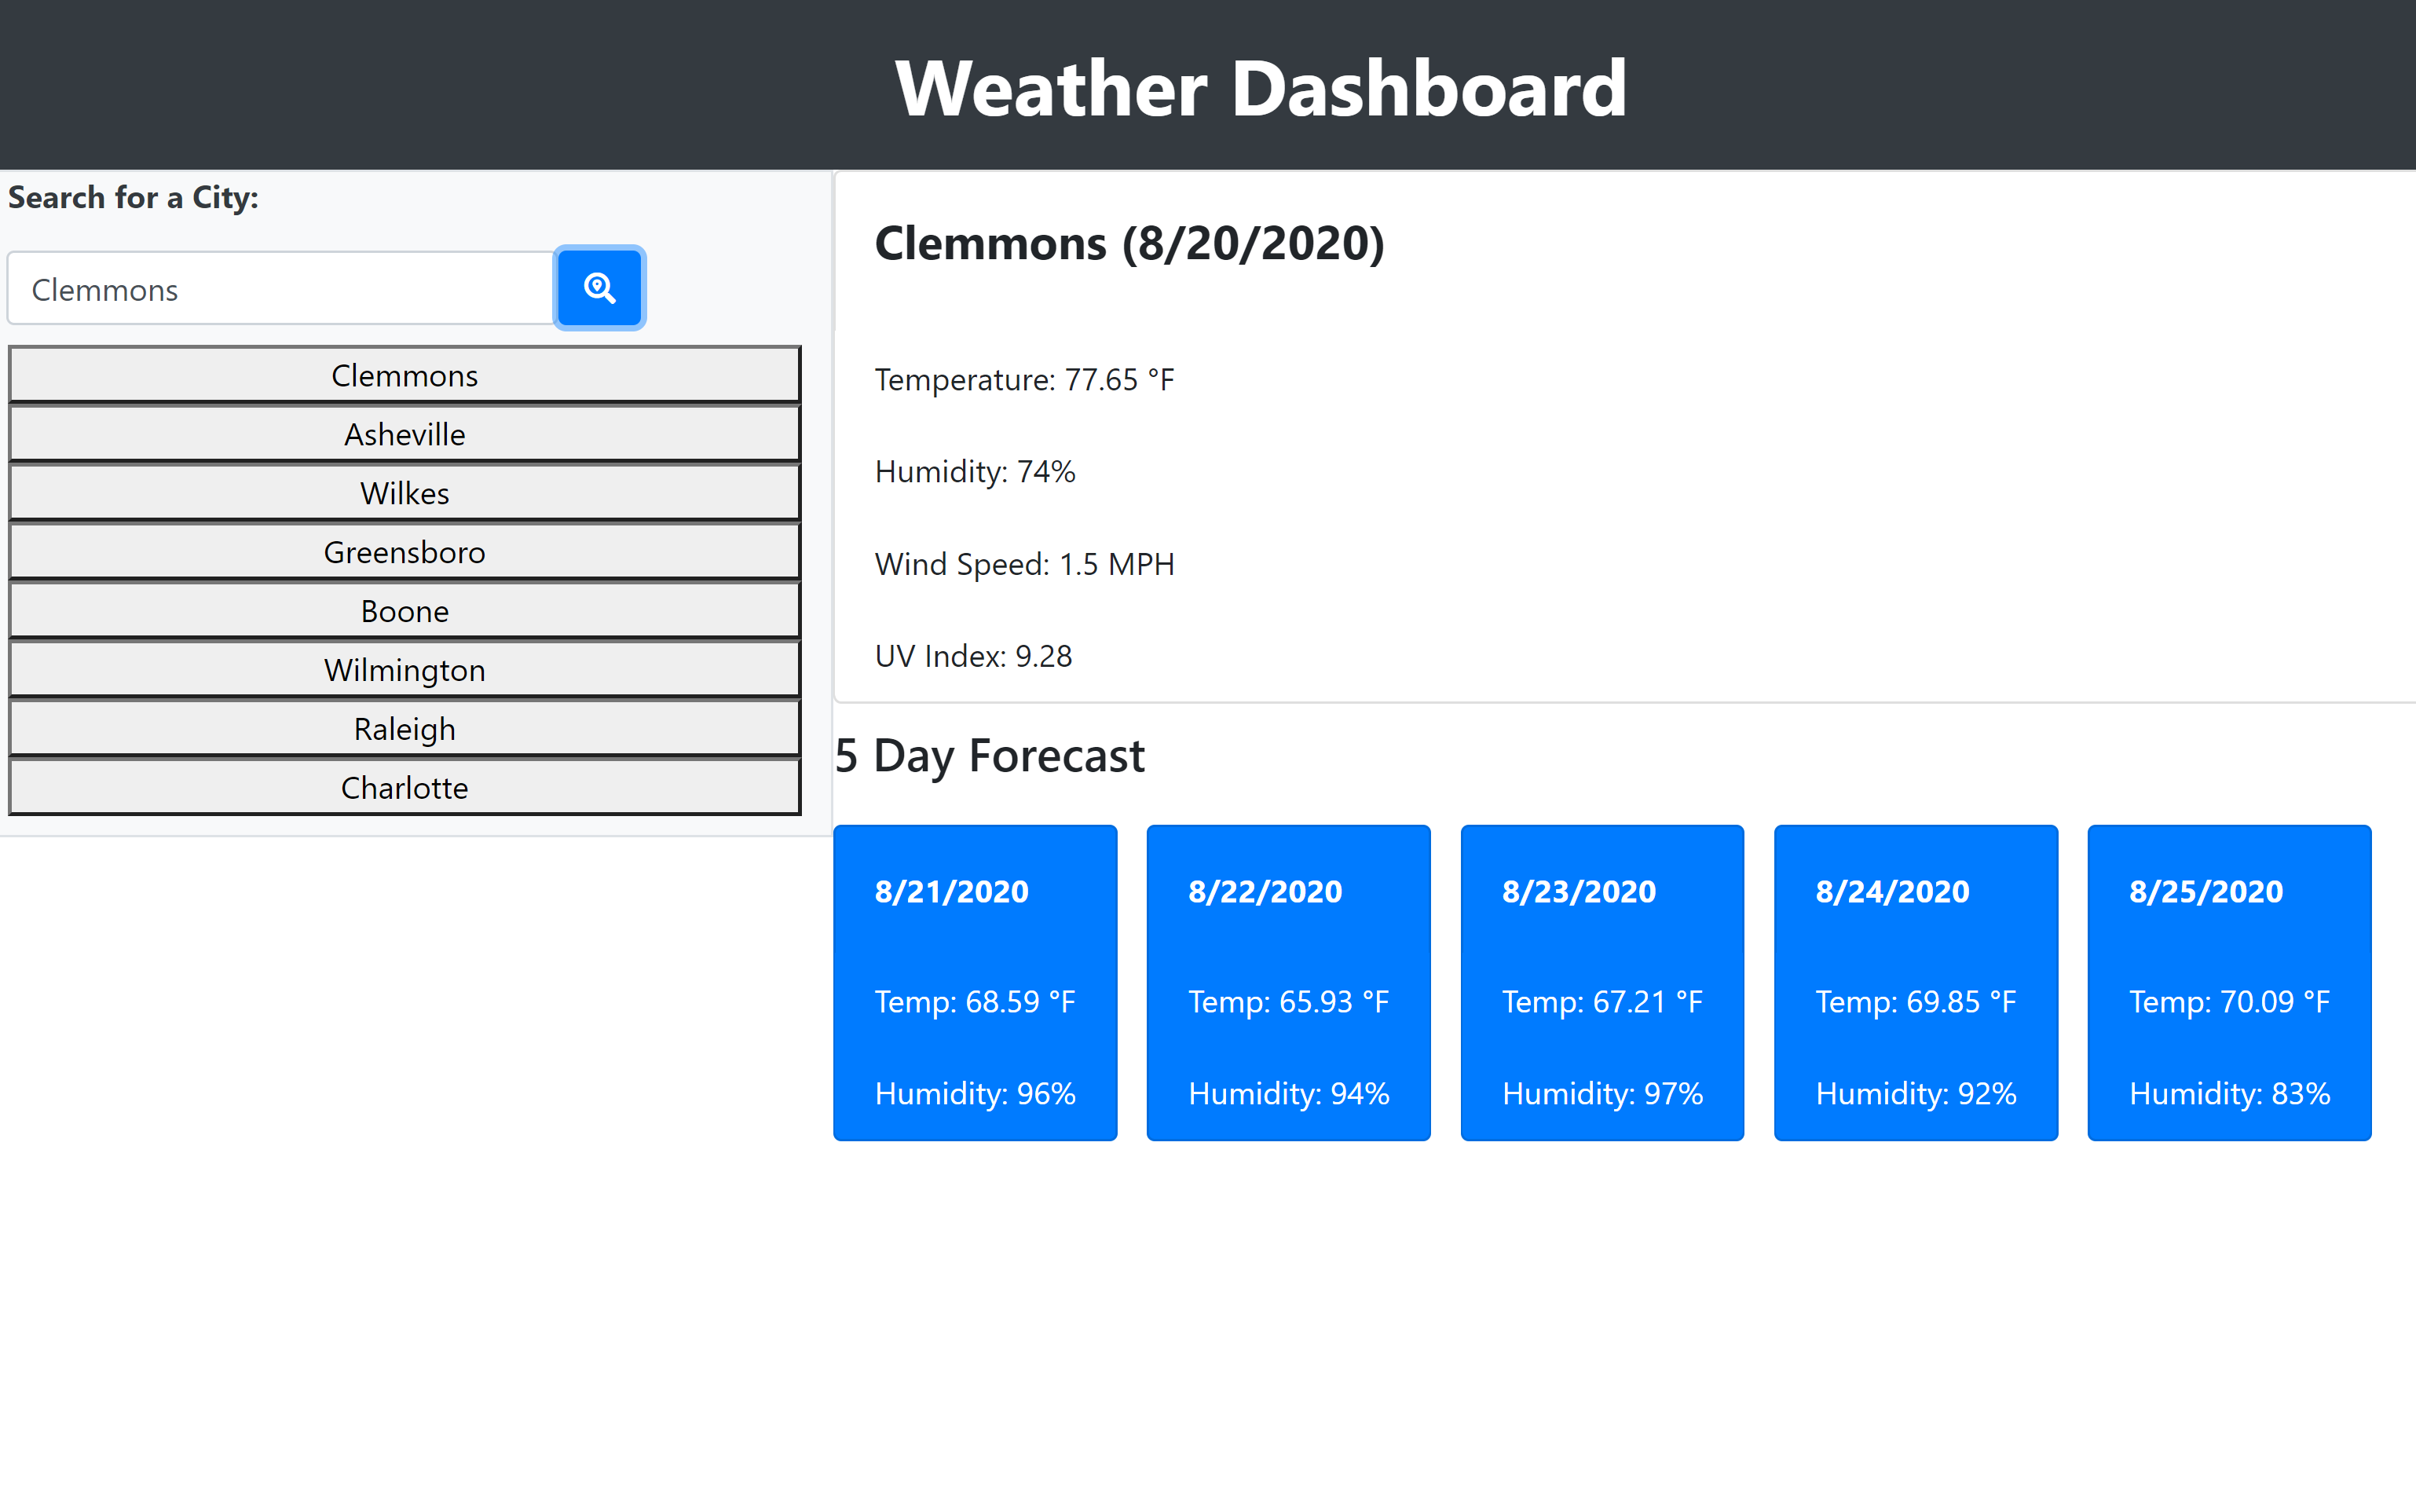 Weather Dashboard
Search for a City:
Clemmons
Clemmons
Asheville
Wilkes
Greensboro
Boone
Wilmington
Raleigh
Charlotte
Clemmons (8/20/2020)
Temperature: 77.65 °F
Humidity: 74%
Wind Speed: 1.5 MPH
UV Index: 9.28
5 Day Forecast
8/21/2020
Temp: 68.59 °F
Humidity: 96%
8/22/2020
Temp: 65.93 °F
Humidity: 94%
8/23/2020
Temp: 67.21 °F
Humidity: 97%
8/24/2020
Temp: 69.85 °F
Humidity: 92%
8/25/2020
Temp: 70.09 °F
Humidity: 83%